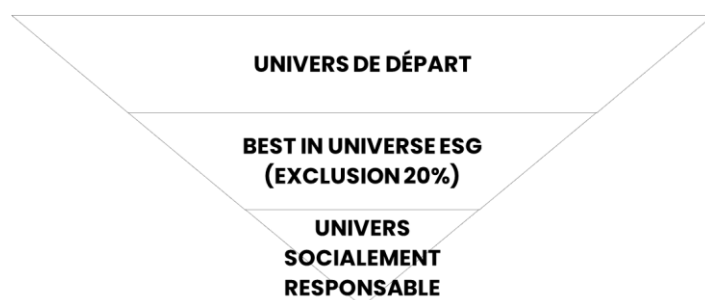 UNIVERS DE DÉPART
BEST IN UNIVERSE ESG
(EXCLUSION 20%)
UNIVERS
SOCIALEMENT
RESPONSABLE